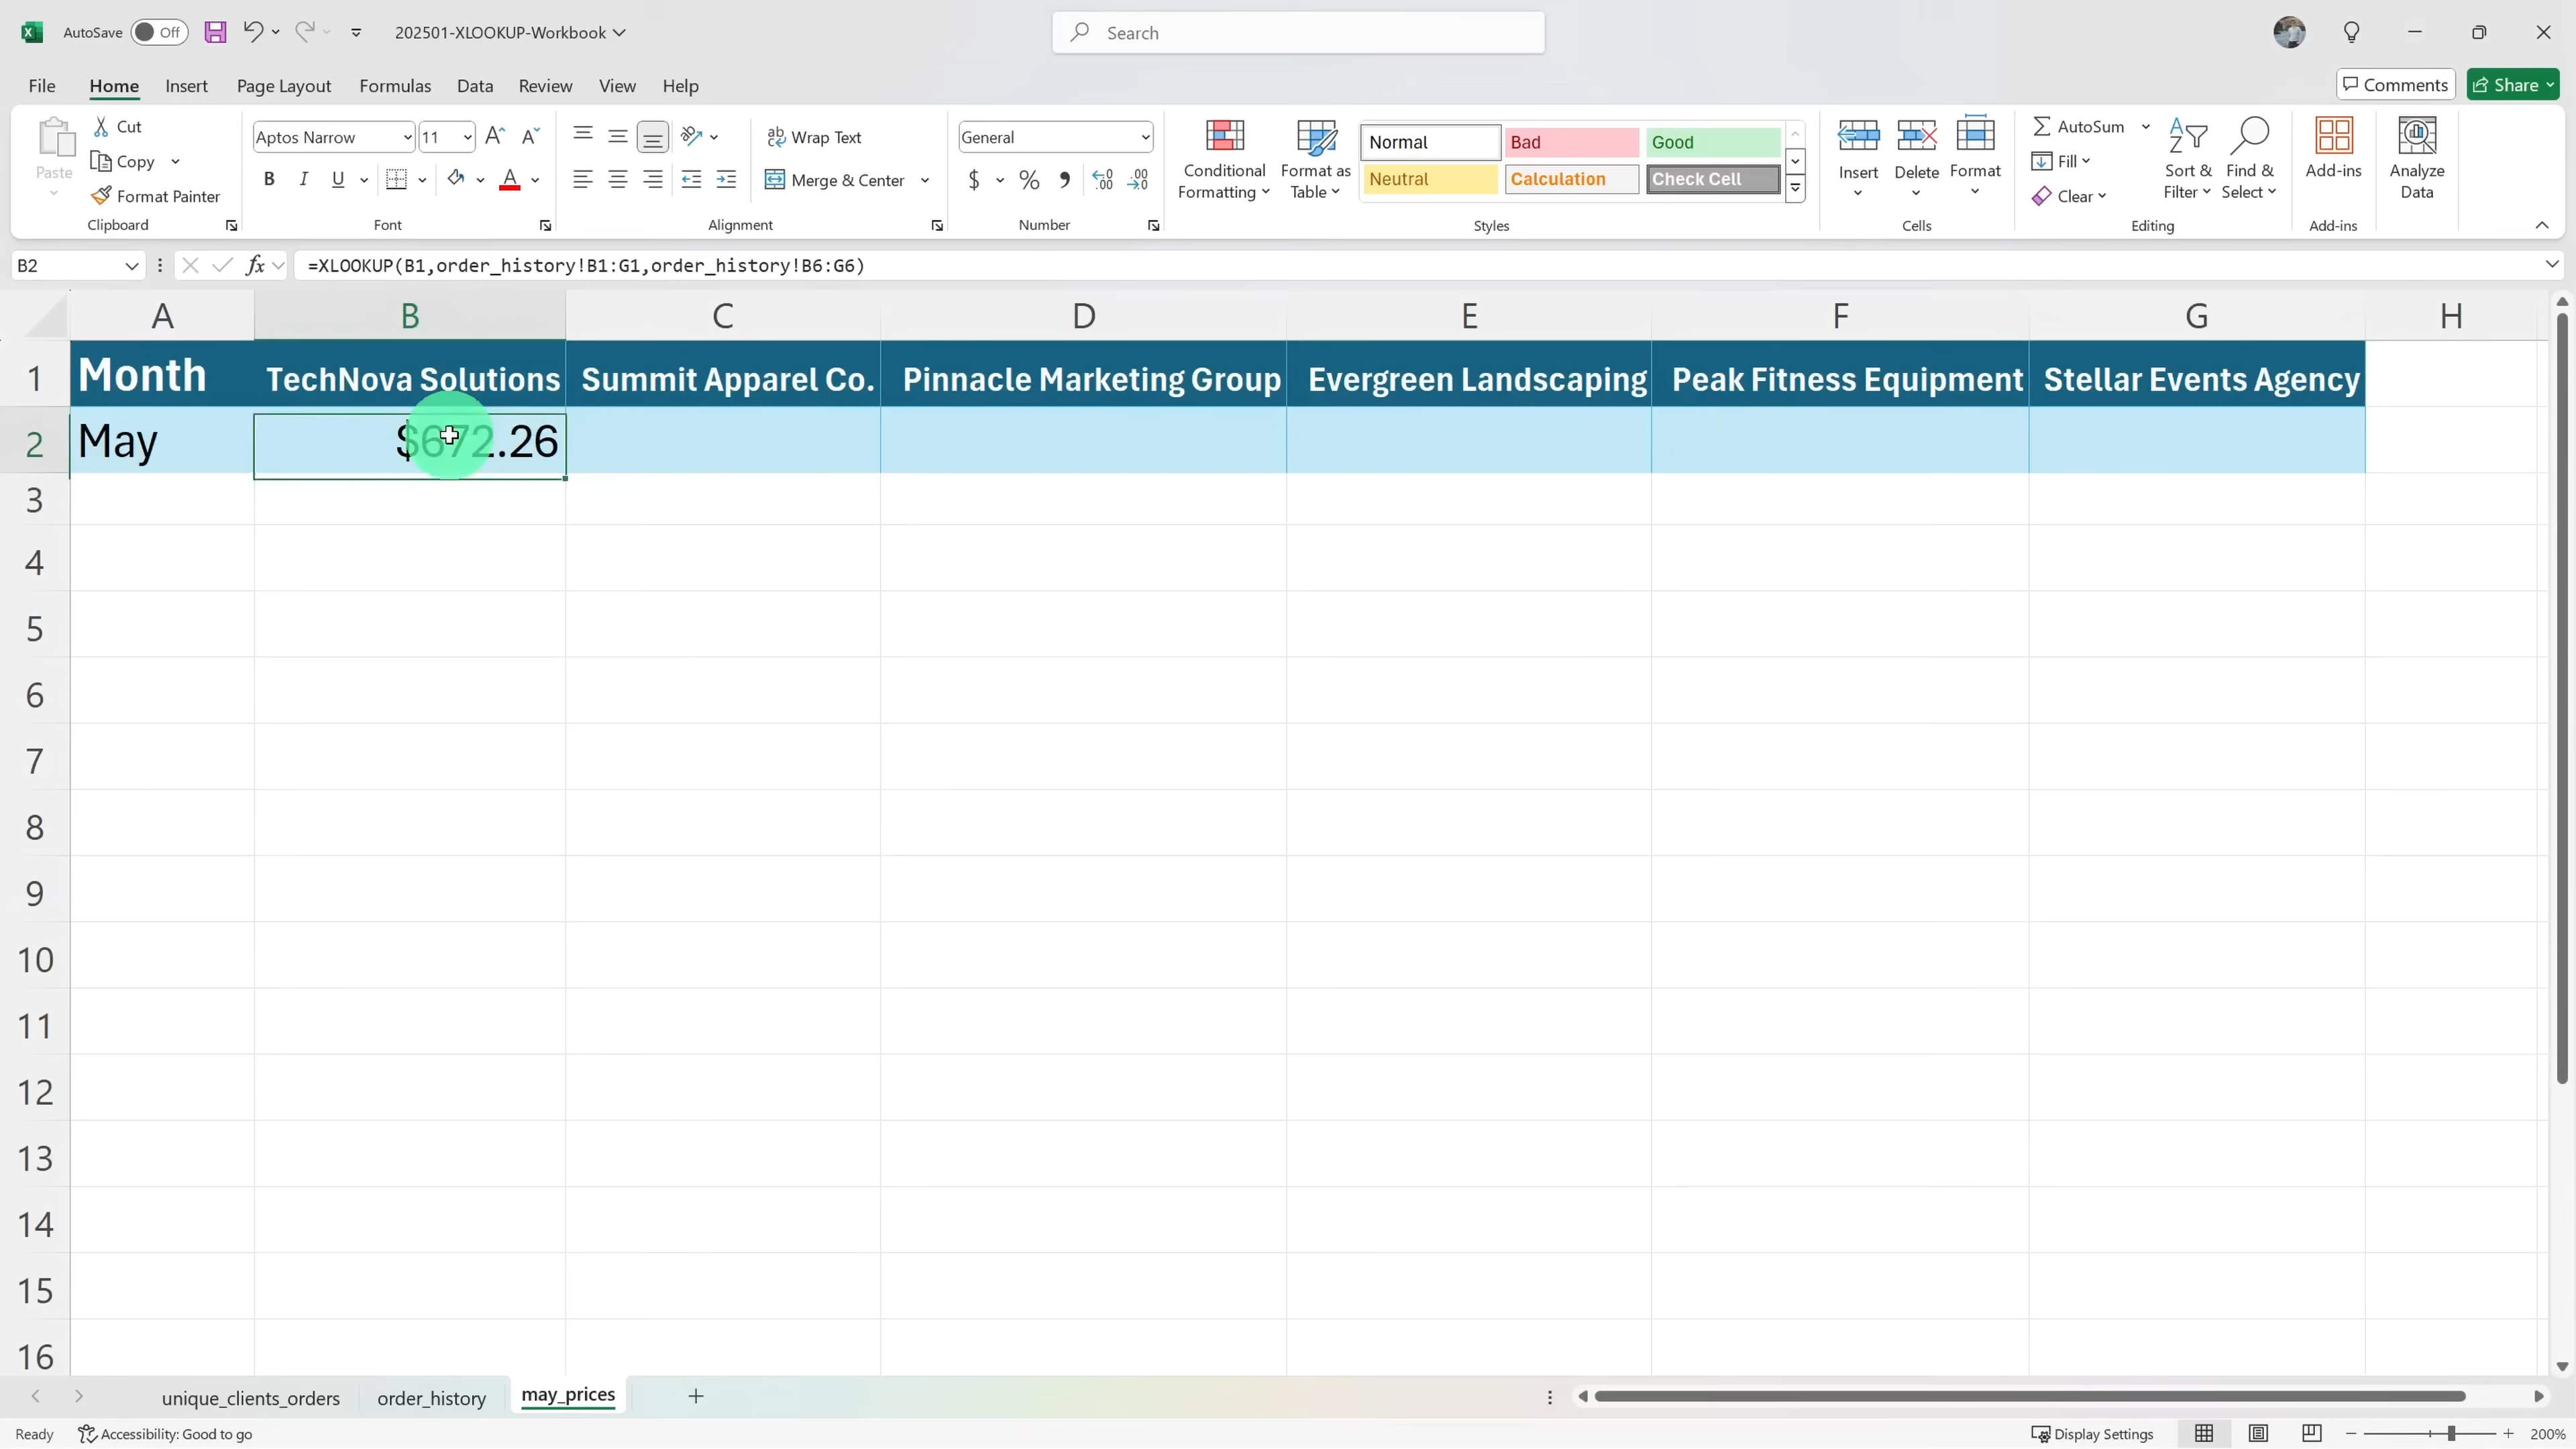 AutoSave Off 202501-XLOOKUP-Workbook Search
File Home Insert Page Layout Formulas Data Review View Help Comments Share
Paste Cut Copy Format Painter Clipboard
Aptos Narrow 11 B I U A Font
Wrap Text Merge & Center Alignment
General $ % , Number
Conditional Formatting Format as Table
Normal Bad Good
Neutral Calculation Check Cell
Styles
Insert Delete Format Cells
AutoSum Fill Clear Sort & Filter Find & Select Editing
Add-ins Add-ins
Analyze Data
B2 fx =XLOOKUP(B1,order_history!B1:G1,order_history!B6:G6)
A B C D E F G H
1 Month TechNova Solutions Summit Apparel Co. Pinnacle Marketing Group Evergreen Landscaping Peak Fitness Equipment Stellar Events Agency
2 May $672.26
3
4
5
6
7
8
9
10
11
12
13
14
15
16
unique_clients_orders order_history may_prices
Ready Accessibility: Good to go Display Settings 200%